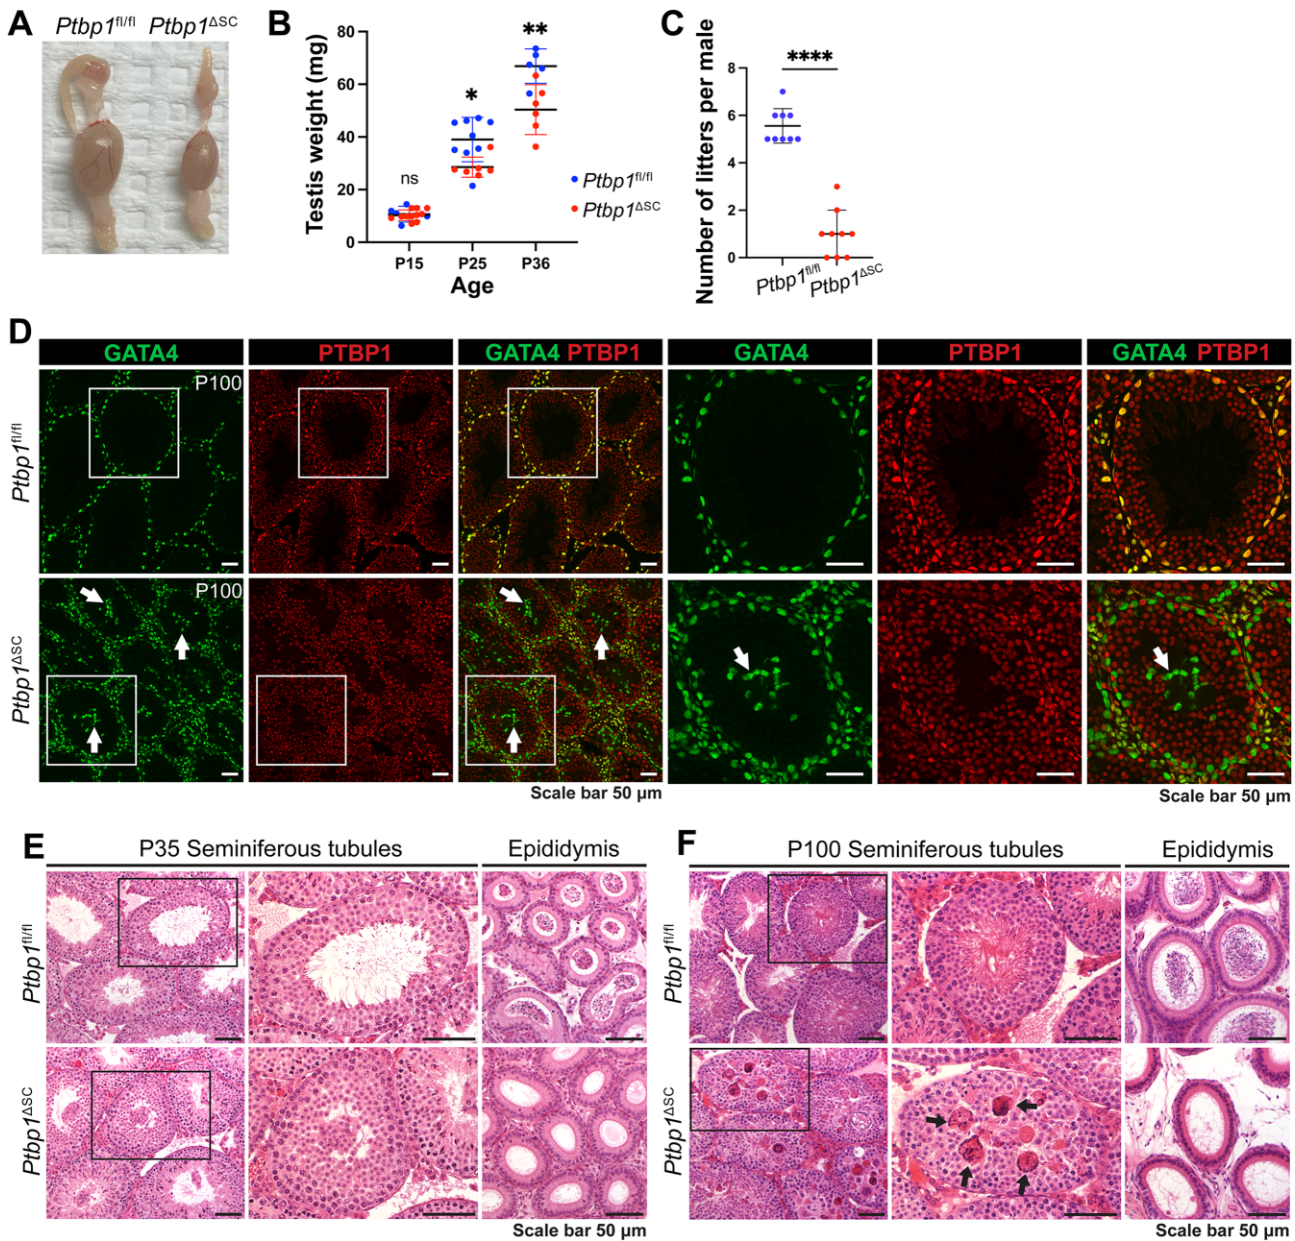 A
Ptbp1fl/fl Ptbp1ΔSC
B
Testis weight (mg)
80
60
40
20
0
ns
*
**
P15 P25 P36
Age
Ptbp1fl/fl
Ptbp1ΔSC
C
Number of litters per male
8
6
4
2
0
****
Ptbp1fl/fl
Ptbp1ΔSC
D
GATA4 PTBP1 GATA4 PTBP1 GATA4 PTBP1 GATA4 PTBP1
Ptbp1fl/fl
P100
Ptbp1ΔSC
P100
Scale bar 50 µm Scale bar 50 µm
E
P35 Seminiferous tubules Epididymis
Ptbp1fl/fl
Ptbp1ΔSC
Scale bar 50 µm
F
P100 Seminiferous tubules Epididymis
Ptbp1fl/fl
Ptbp1ΔSC
Scale bar 50 µm